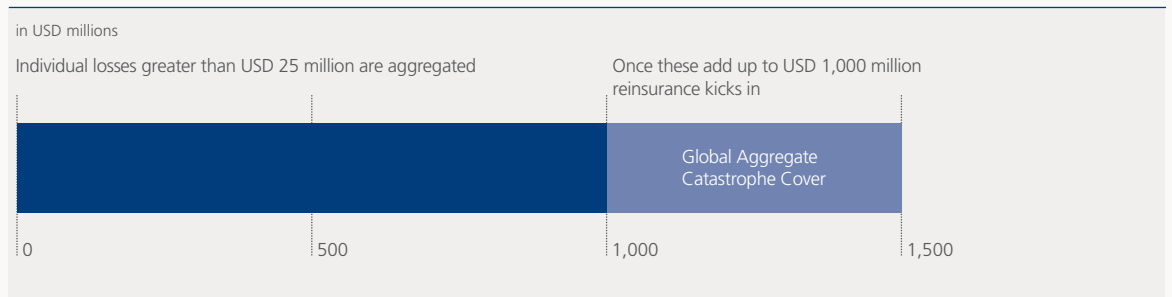 in USD millions
Individual losses greater than USD 25 million are aggregated
Once these add up to USD 1,000 million
reinsurance kicks in
Global Aggregate
Catastrophe Cover
0
500
1,000
1,500